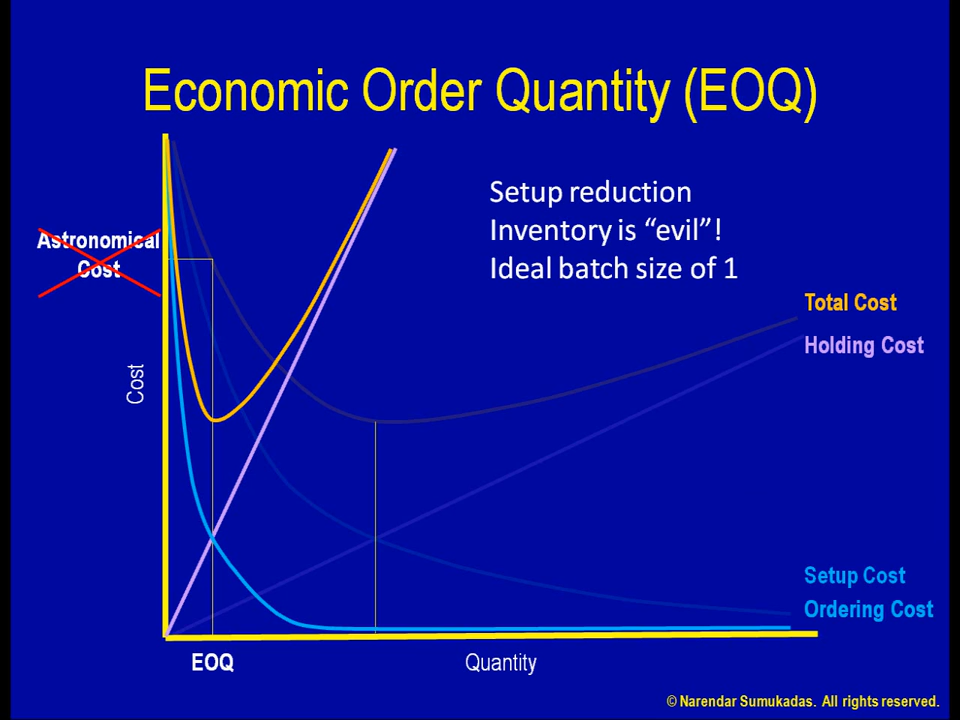 Economic Order Quantity (EOQ)
Setup reduction
Inventory is “evil”!
Ideal batch size of 1
Astronomical
Cost
Total Cost
Holding Cost
Cost
Setup Cost
Ordering Cost
EOQ
Quantity
© Narendar Sumukadas. All rights reserved.